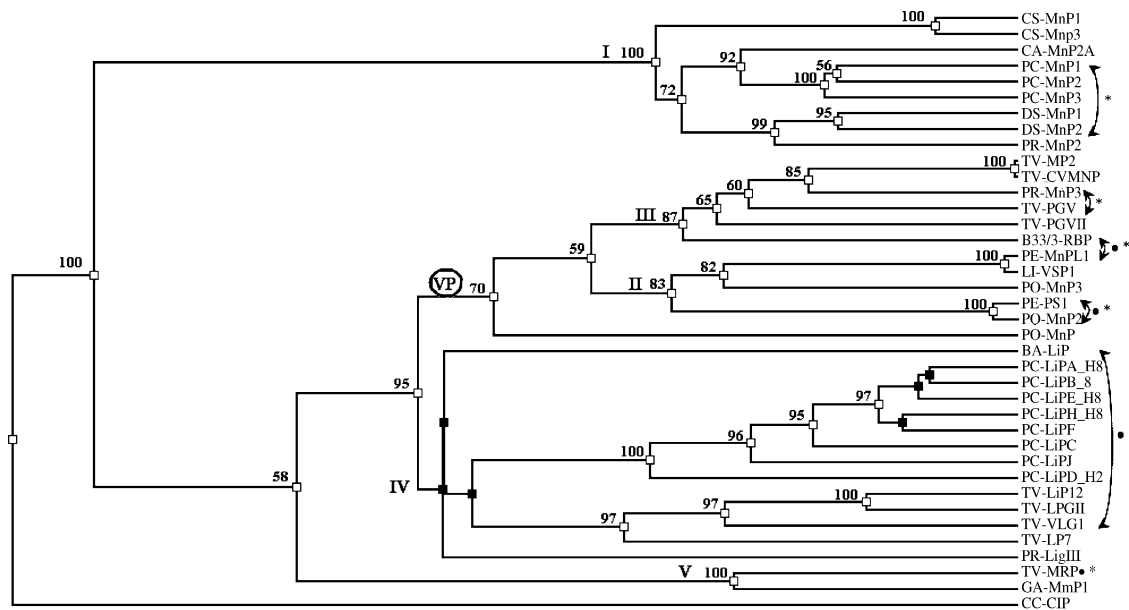 100 CS-MnP1
CS-Mnp3
I 100 92 CA-MnP2A
56 PC-MnP1
100 PC-MnP2
72 PC-MnP3 *
95 DS-MnP1
99 DS-MnP2
PR-MnP2
100 TV-MP2
85 TV-CVMNP
60 PR-MnP3
65 TV-PGV *
III 87 TV-PGVII
B33/3-RBP
59 100 PE-MnPL1 • *
100 82 LI-VSP1
VP 70 II 83 PO-MnP3
100 PE-PS1
PO-MnP2 • *
PO-MnP
BA-LiP
PC-LiPA_H8
PC-LiPB_8
95 97 PC-LiPE_H8
PC-LiPH_H8
95 PC-LiPF
96 PC-LiPC •
100 PC-LiPJ
58 PC-LiPD_H2
IV 100 TV-LiP12
97 TV-LPGII
97 TV-VLG1
TV-LP7
PR-LigIII
V 100 TV-MRP• *
GA-MmP1
CC-CIP